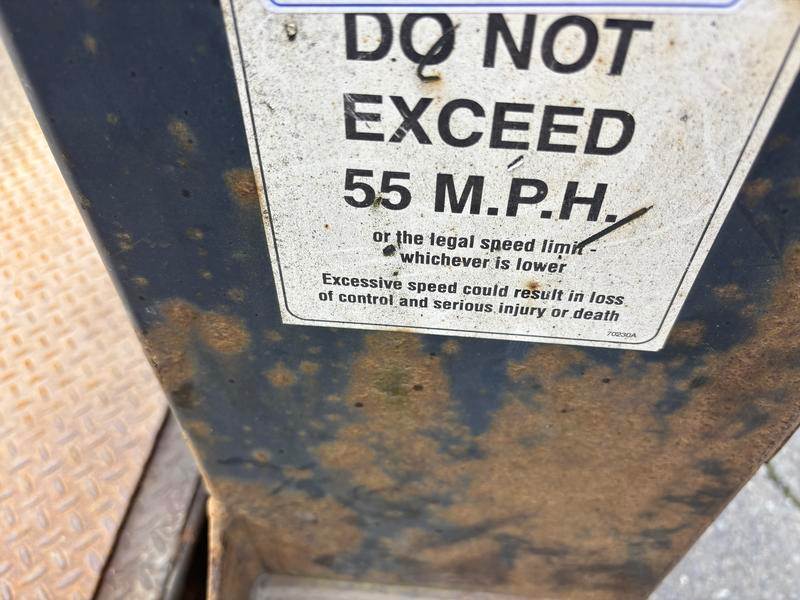 DO NOT
EXCEED
55 M.P.H.
or the legal speed limit -
whichever is lower
Excessive speed could result in loss
of control and serious injury or death
70230A